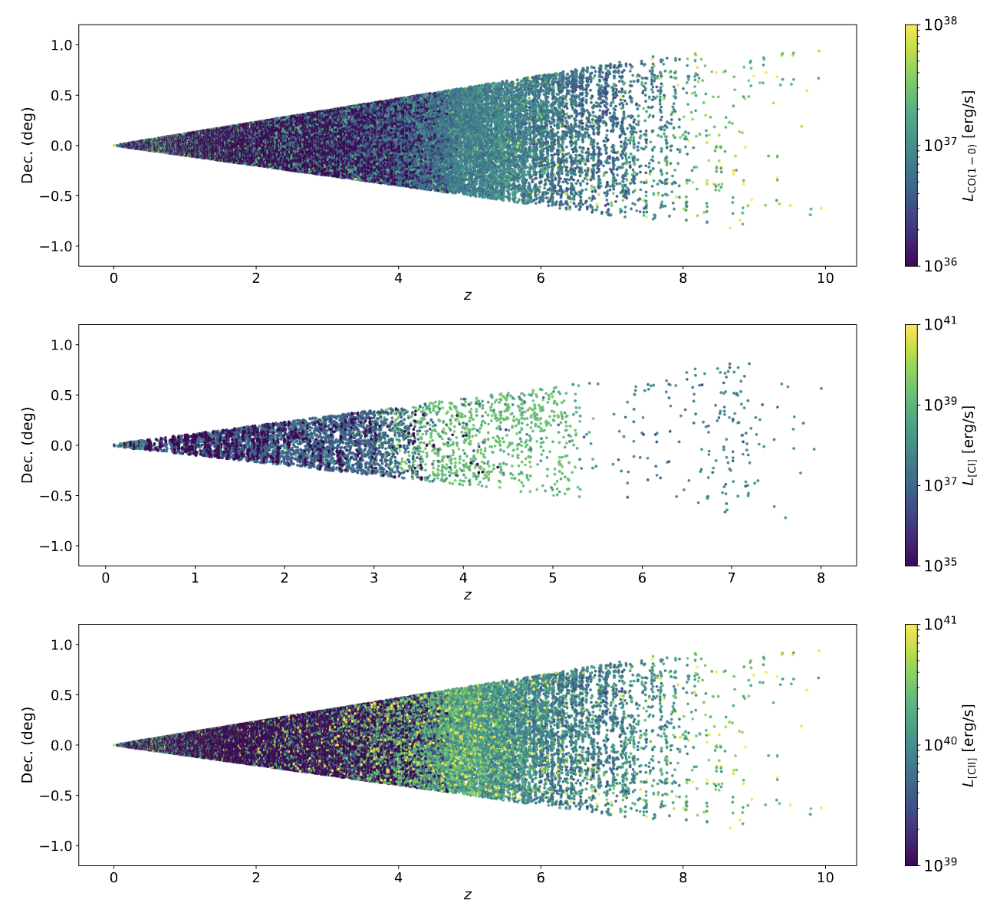 1.0
0.5
0.0
−0.5
−1.0
Dec. (deg)
0 2 4 6 8 10
z
10^38
10^37
10^36
L_CO(1−0) [erg/s]
1.0
0.5
0.0
−0.5
−1.0
Dec. (deg)
0 1 2 3 4 5 6 7 8
z
10^41
10^39
10^37
10^35
L_[CI] [erg/s]
1.0
0.5
0.0
−0.5
−1.0
Dec. (deg)
0 2 4 6 8 10
z
10^41
10^40
10^39
L_[CII] [erg/s]